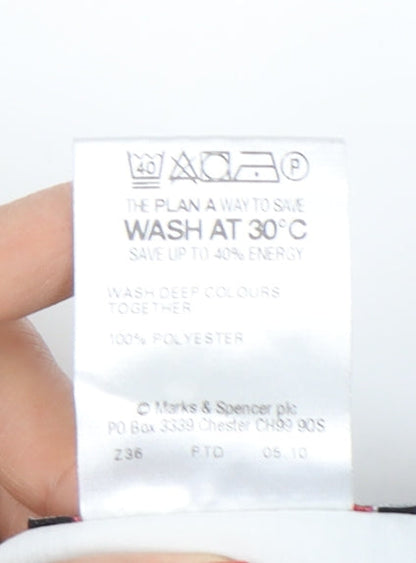 40 P
THE PLAN A WAY TO SAVE
WASH AT 30°C
SAVE UP TO 40% ENERGY
WASH DEEP COLOURS
TOGETHER
100% POLYESTER
© Marks & Spencer plc
PO Box 3339 Chester CH99 9OS
Z36 PTO 05.10